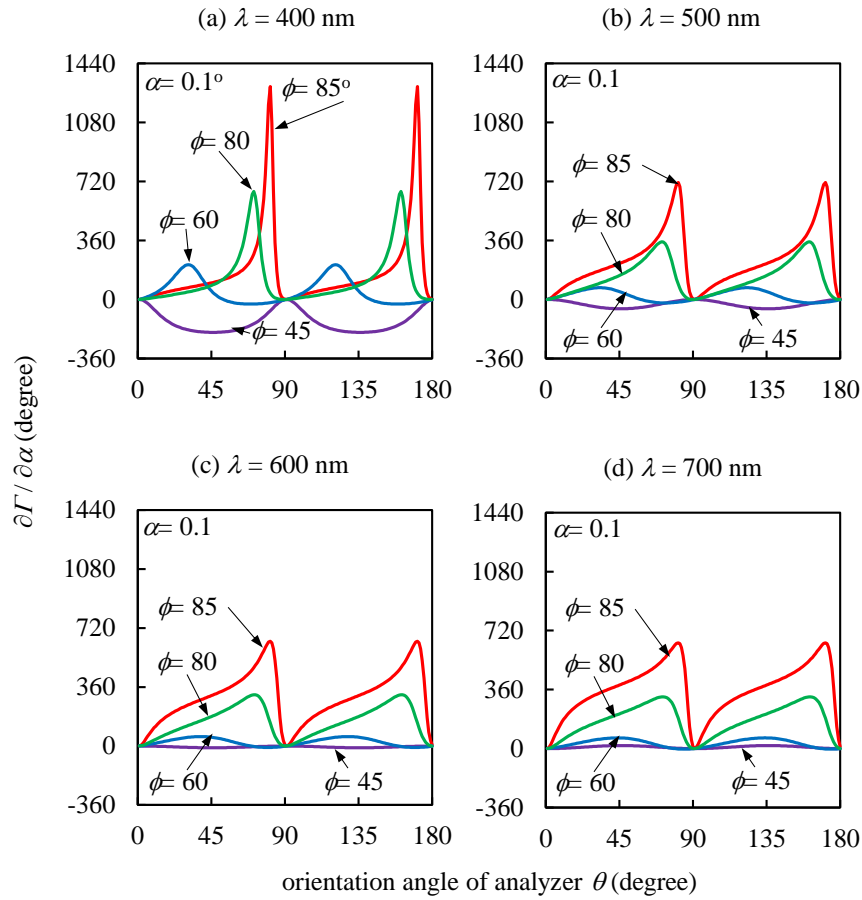 (a) λ = 400 nm
(b) λ = 500 nm
1440
1080
720
360
0
-360
α= 0.1º
ϕ= 85º
ϕ= 80
ϕ= 60
ϕ= 45
0 45 90 135 180
1440
1080
720
360
0
-360
α= 0.1
ϕ= 85
ϕ= 80
ϕ= 60
ϕ= 45
0 45 90 135 180
∂Γ / ∂α (degree)
(c) λ = 600 nm
(d) λ = 700 nm
1440
1080
720
360
0
-360
α= 0.1
ϕ= 85
ϕ= 80
ϕ= 60
ϕ= 45
0 45 90 135 180
1440
1080
720
360
0
-360
α= 0.1
ϕ= 85
ϕ= 80
ϕ= 60
ϕ= 45
0 45 90 135 180
orientation angle of analyzer θ (degree)